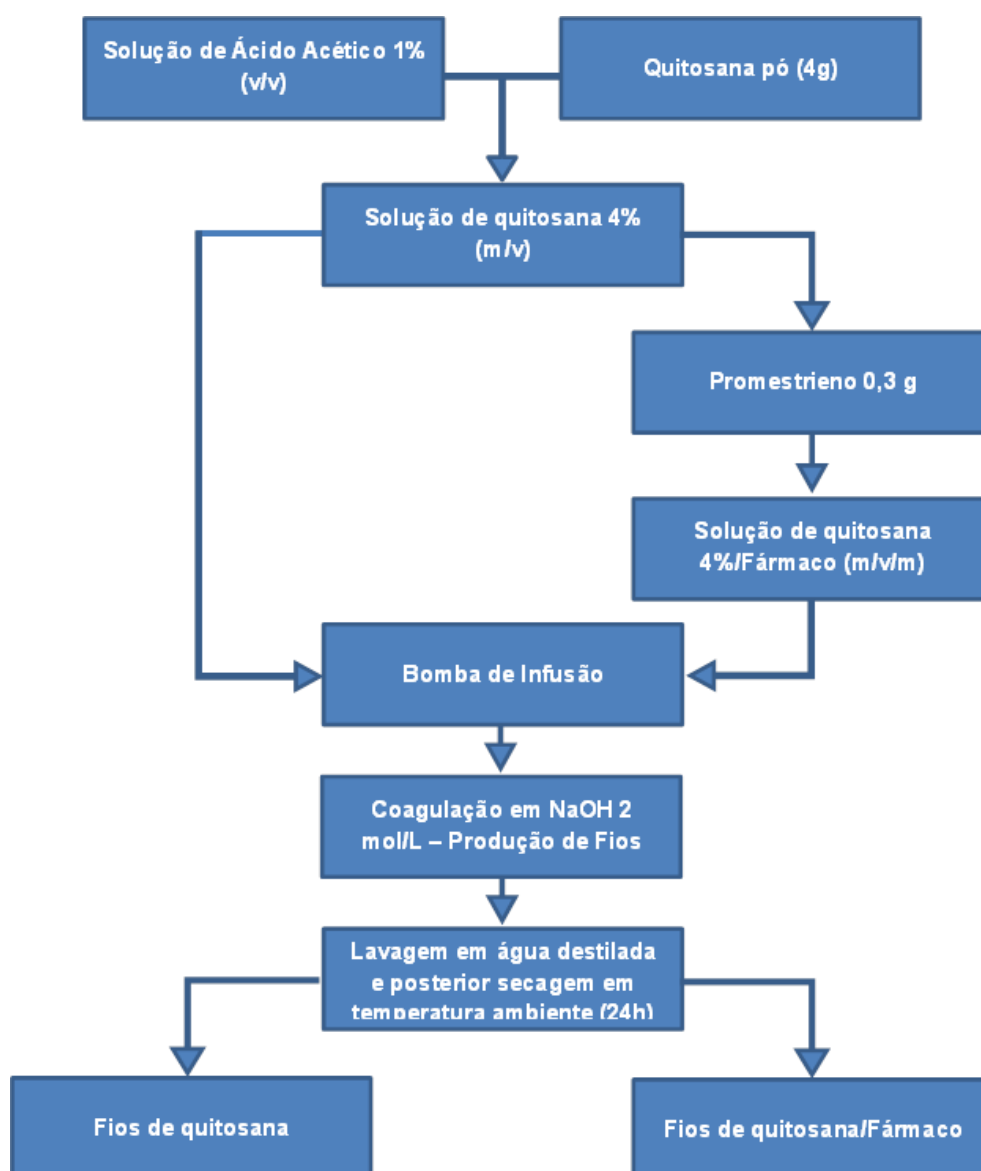 Solução de Ácido Acético 1%
(v/v)
Quitosana pó (4g)
Solução de quitosana 4%
(m/v)
Promestrieno 0,3 g
Solução de quitosana
4%/Fármaco (m/v/m)
Bomba de Infusão
Coagulação em NaOH 2
mol/L – Produção de Fios
Lavagem em água destilada
e posterior secagem em
temperatura ambiente (24h)
Fios de quitosana
Fios de quitosana/Fármaco